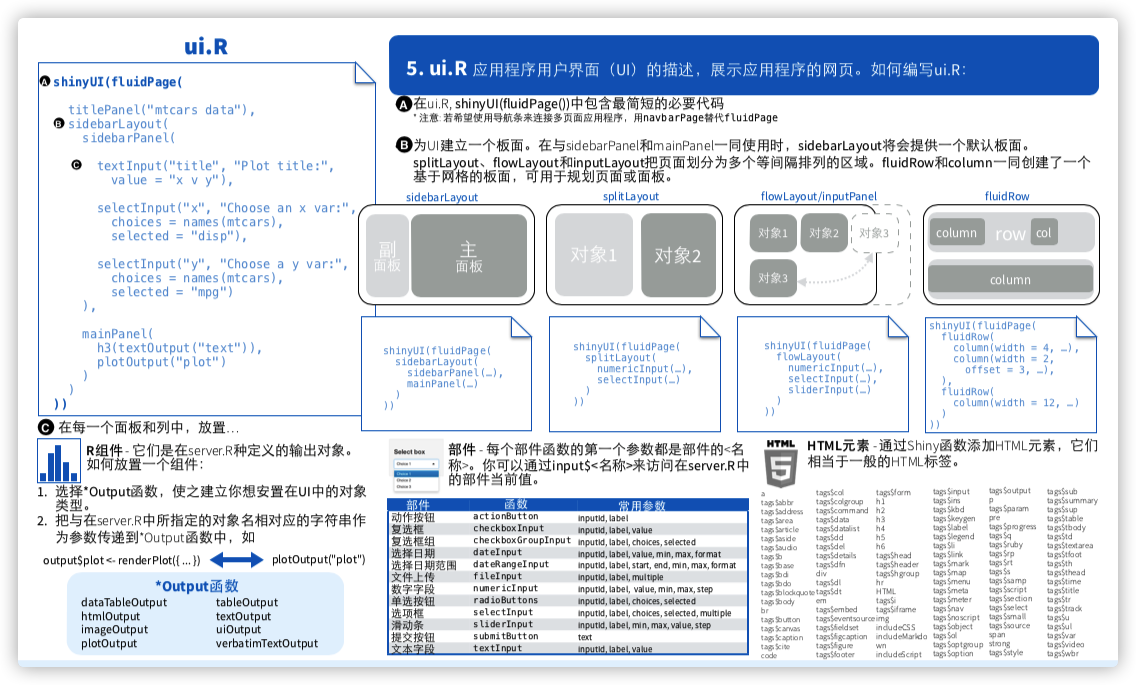 ui.R
A shinyUI(fluidPage(
titlePanel("mtcars data"),
B sidebarLayout(
sidebarPanel(
C textInput("title", "Plot title:",
value = "x v y"),
selectInput("x", "Choose an x var:",
choices = names(mtcars),
selected = "disp"),
selectInput("y", "Choose a y var:",
choices = names(mtcars),
selected = "mpg")
),
mainPanel(
h3(textOutput("text")),
plotOutput("plot")
)
)
))
5. ui.R 应用程序用户界面（UI）的描述，展示应用程序的网页。如何编写ui.R：
A 在ui.R, shinyUI(fluidPage())中包含最简短的必要代码
* 注意: 若希望使用导航条来连接多页面应用程序，用navbarPage替代fluidPage
B 为UI建立一个板面。在与sidebarPanel和mainPanel一同使用时，sidebarLayout将会提供一个默认板面。
splitLayout、flowLayout和inputLayout把页面划分为多个等间隔排列的区域。fluidRow和column一同创建了一个
基于网格的板面，可用于规划页面或面板。
sidebarLayout
副
面板
主
面板
splitLayout
对象1
对象2
flowLayout/inputPanel
对象1
对象2
对象3
对象3
fluidRow
column
row
col
column
shinyUI(fluidPage(
sidebarLayout(
sidebarPanel(…),
mainPanel(…)
)
))
shinyUI(fluidPage(
splitLayout(
numericInput(…),
selectInput(…)
)
))
shinyUI(fluidPage(
flowLayout(
numericInput(…),
selectInput(…),
sliderInput(…)
)
))
shinyUI(fluidPage(
fluidRow(
column(width = 4, …),
column(width = 2,
offset = 3, …),
),
fluidRow(
column(width = 12, …)
)
))
C 在每一个面板和列中，放置…
R组件 - 它们是在server.R种定义的输出对象。
如何放置一个组件：
1. 选择*Output函数，使之建立你想安置在UI中的对象
类型。
2. 把与在server.R中所指定的对象名相对应的字符串作
为参数传递到*Output函数中，如
output$plot <- renderPlot({ ... })
plotOutput("plot")
*Output函数
dataTableOutput tableOutput
htmlOutput textOutput
imageOutput uiOutput
plotOutput verbatimTextOutput
Select box
Choice 1
Choice 1
Choice 2
Choice 3
部件 - 每个部件函数的第一个参数都是部件的<名
称>。你可以通过input$<名称>来访问在server.R中
的部件当前值。
部件 函数 常用参数
动作按钮 actionButton inputId, label
复选框 checkboxInput inputId, label, value
复选框组 checkboxGroupInput inputId, label, choices, selected
选择日期 dateInput inputId, label, value, min, max, format
选择日期范围 dateRangeInput inputId, label, start, end, min, max, format
文件上传 fileInput inputId, label, multiple
数字字段 numericInput inputId, label, value, min, max, step
单选按钮 radioButtons inputId, label, choices, selected
选项框 selectInput inputId, label, choices, selected, multiple
滑动条 sliderInput inputId, label, min, max, value, step
提交按钮 submitButton text
文本字段 textInput inputId, label, value
HTML
5
HTML元素 - 通过Shiny函数添加HTML元素，它们
相当于一般的HTML标签。
a
tags$abbr
tags$address
tags$area
tags$article
tags$aside
tags$audio
tags$b
tags$base
tags$bdi
tags$bdo
tags$blockquote
tags$body
br
tags$button
tags$canvas
tags$caption
tags$cite
code
tags$col
tags$colgroup
tags$command
tags$data
tags$datalist
tags$dd
tags$del
tags$details
tags$dfn
div
tags$dl
tags$dt
em
tags$embed
tags$eventsource
tags$fieldset
tags$figcaption
tags$figure
tags$footer
tags$form
h1
h2
h3
h4
h5
h6
tags$head
tags$header
tags$hgroup
hr
HTML
tags$i
tags$iframe
img
includeCSS
includeMarkdo
wn
includeScript
tags$input
tags$ins
tags$kbd
tags$keygen
tags$label
tags$legend
tags$li
tags$link
tags$mark
tags$map
tags$menu
tags$meta
tags$meter
tags$nav
tags$noscript
tags$object
tags$ol
tags$optgroup
tags$option
tags$output
p
tags$param
pre
tags$progress
tags$q
tags$ruby
tags$rp
tags$rt
tags$s
tags$samp
tags$script
tags$section
tags$select
tags$small
tags$source
span
strong
tags$style
tags$sub
tags$summary
tags$sup
tags$table
tags$tbody
tags$td
tags$textarea
tags$tfoot
tags$th
tags$thead
tags$time
tags$title
tags$tr
tags$track
tags$u
tags$ul
tags$var
tags$video
tags$wbr